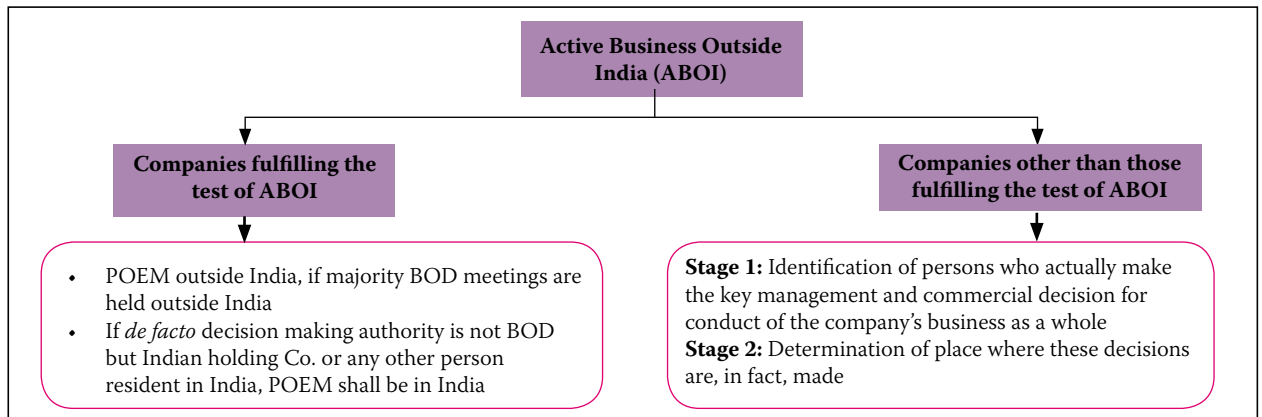 Active Business Outside
India (ABOI)
Companies fulfilling the
test of ABOI
Companies other than those
fulfilling the test of ABOI
• POEM outside India, if majority BOD meetings are
held outside India
• If de facto decision making authority is not BOD
but Indian holding Co. or any other person
resident in India, POEM shall be in India
Stage 1: Identification of persons who actually make
the key management and commercial decision for
conduct of the company's business as a whole
Stage 2: Determination of place where these decisions
are, in fact, made